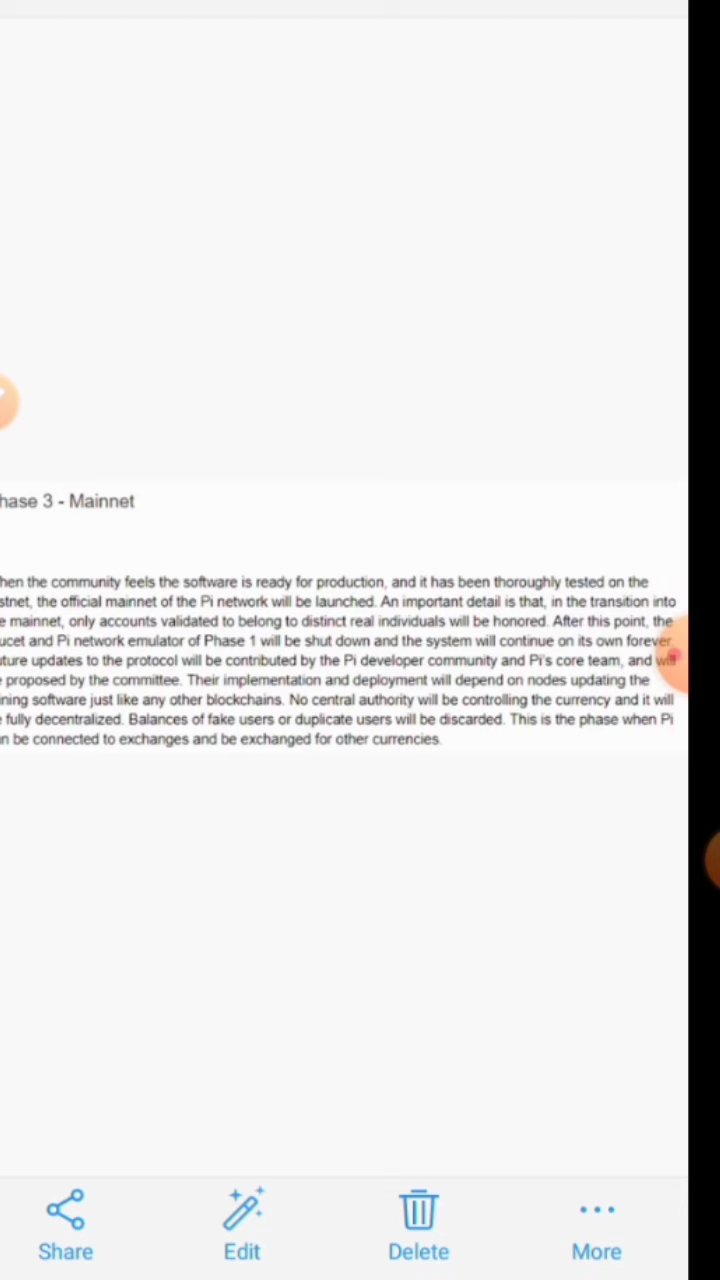 hase 3 - Mainnet
hen the community feels the software is ready for production, and it has been thoroughly tested on the
stnet, the official mainnet of the Pi network will be launched. An important detail is that, in the transition into
e mainnet, only accounts validated to belong to distinct real individuals will be honored. After this point, the
ucet and Pi network emulator of Phase 1 will be shut down and the system will continue on its own forever.
uture updates to the protocol will be contributed by the Pi developer community and Pi's core team, and will
e proposed by the committee. Their implementation and deployment will depend on nodes updating the
ining software just like any other blockchains. No central authority will be controlling the currency and it will
e fully decentralized. Balances of fake users or duplicate users will be discarded. This is the phase when Pi
n be connected to exchanges and be exchanged for other currencies.
Share
Edit
Delete
More